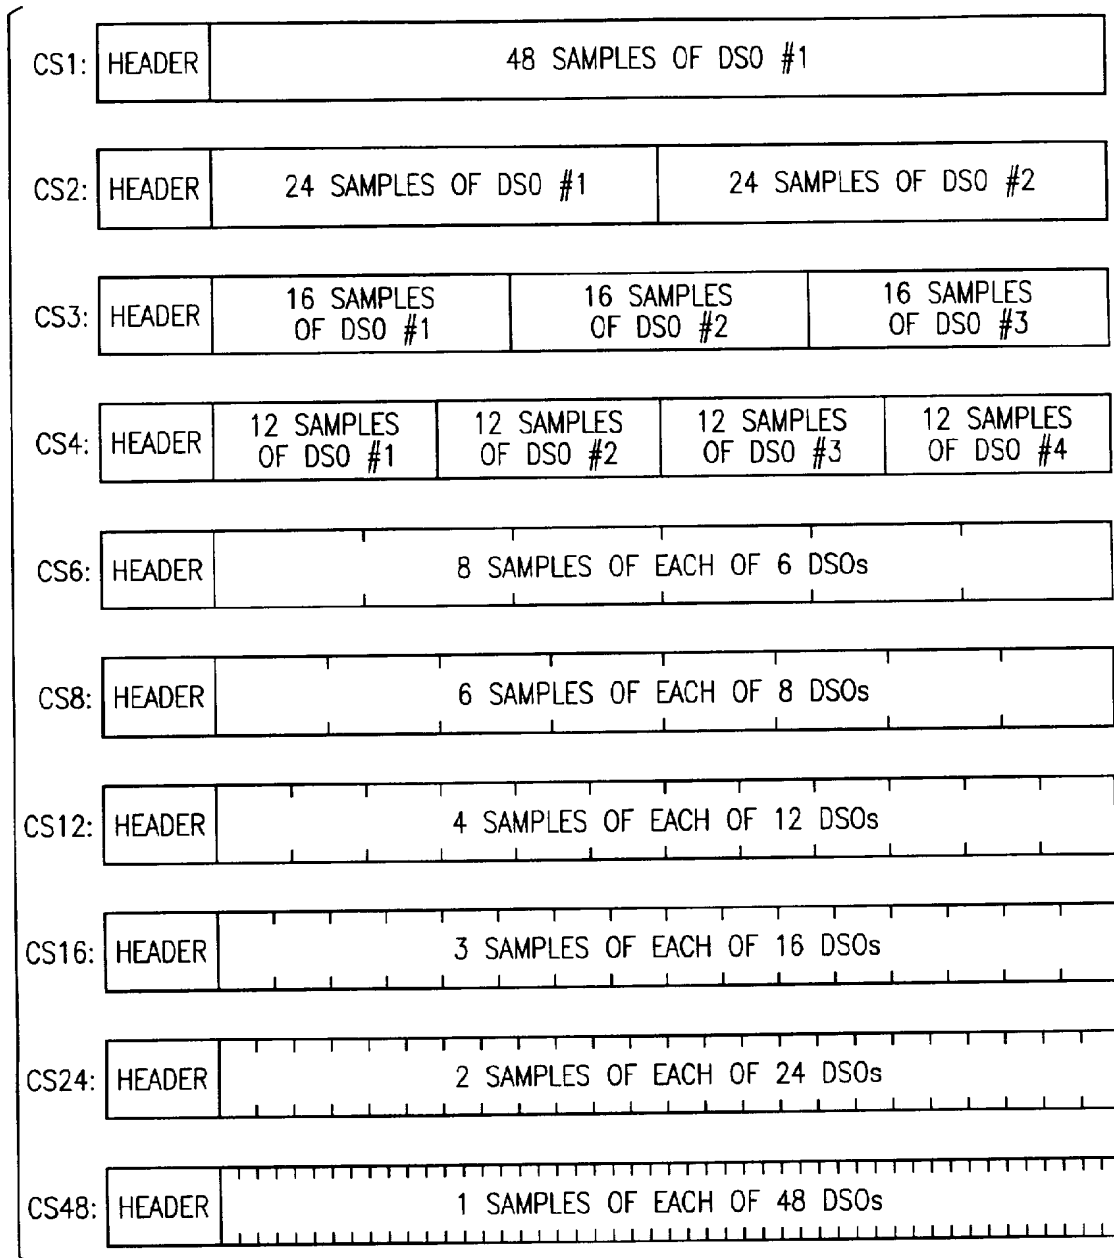 CS1: HEADER 48 SAMPLES OF DS0 #1
CS2: HEADER 24 SAMPLES OF DS0 #1 24 SAMPLES OF DS0 #2
CS3: HEADER 16 SAMPLES OF DS0 #1 16 SAMPLES OF DS0 #2 16 SAMPLES OF DS0 #3
CS4: HEADER 12 SAMPLES OF DS0 #1 12 SAMPLES OF DS0 #2 12 SAMPLES OF DS0 #3 12 SAMPLES OF DS0 #4
CS6: HEADER 8 SAMPLES OF EACH OF 6 DS0s
CS8: HEADER 6 SAMPLES OF EACH OF 8 DS0s
CS12: HEADER 4 SAMPLES OF EACH OF 12 DS0s
CS16: HEADER 3 SAMPLES OF EACH OF 16 DS0s
CS24: HEADER 2 SAMPLES OF EACH OF 24 DS0s
CS48: HEADER 1 SAMPLES OF EACH OF 48 DS0s